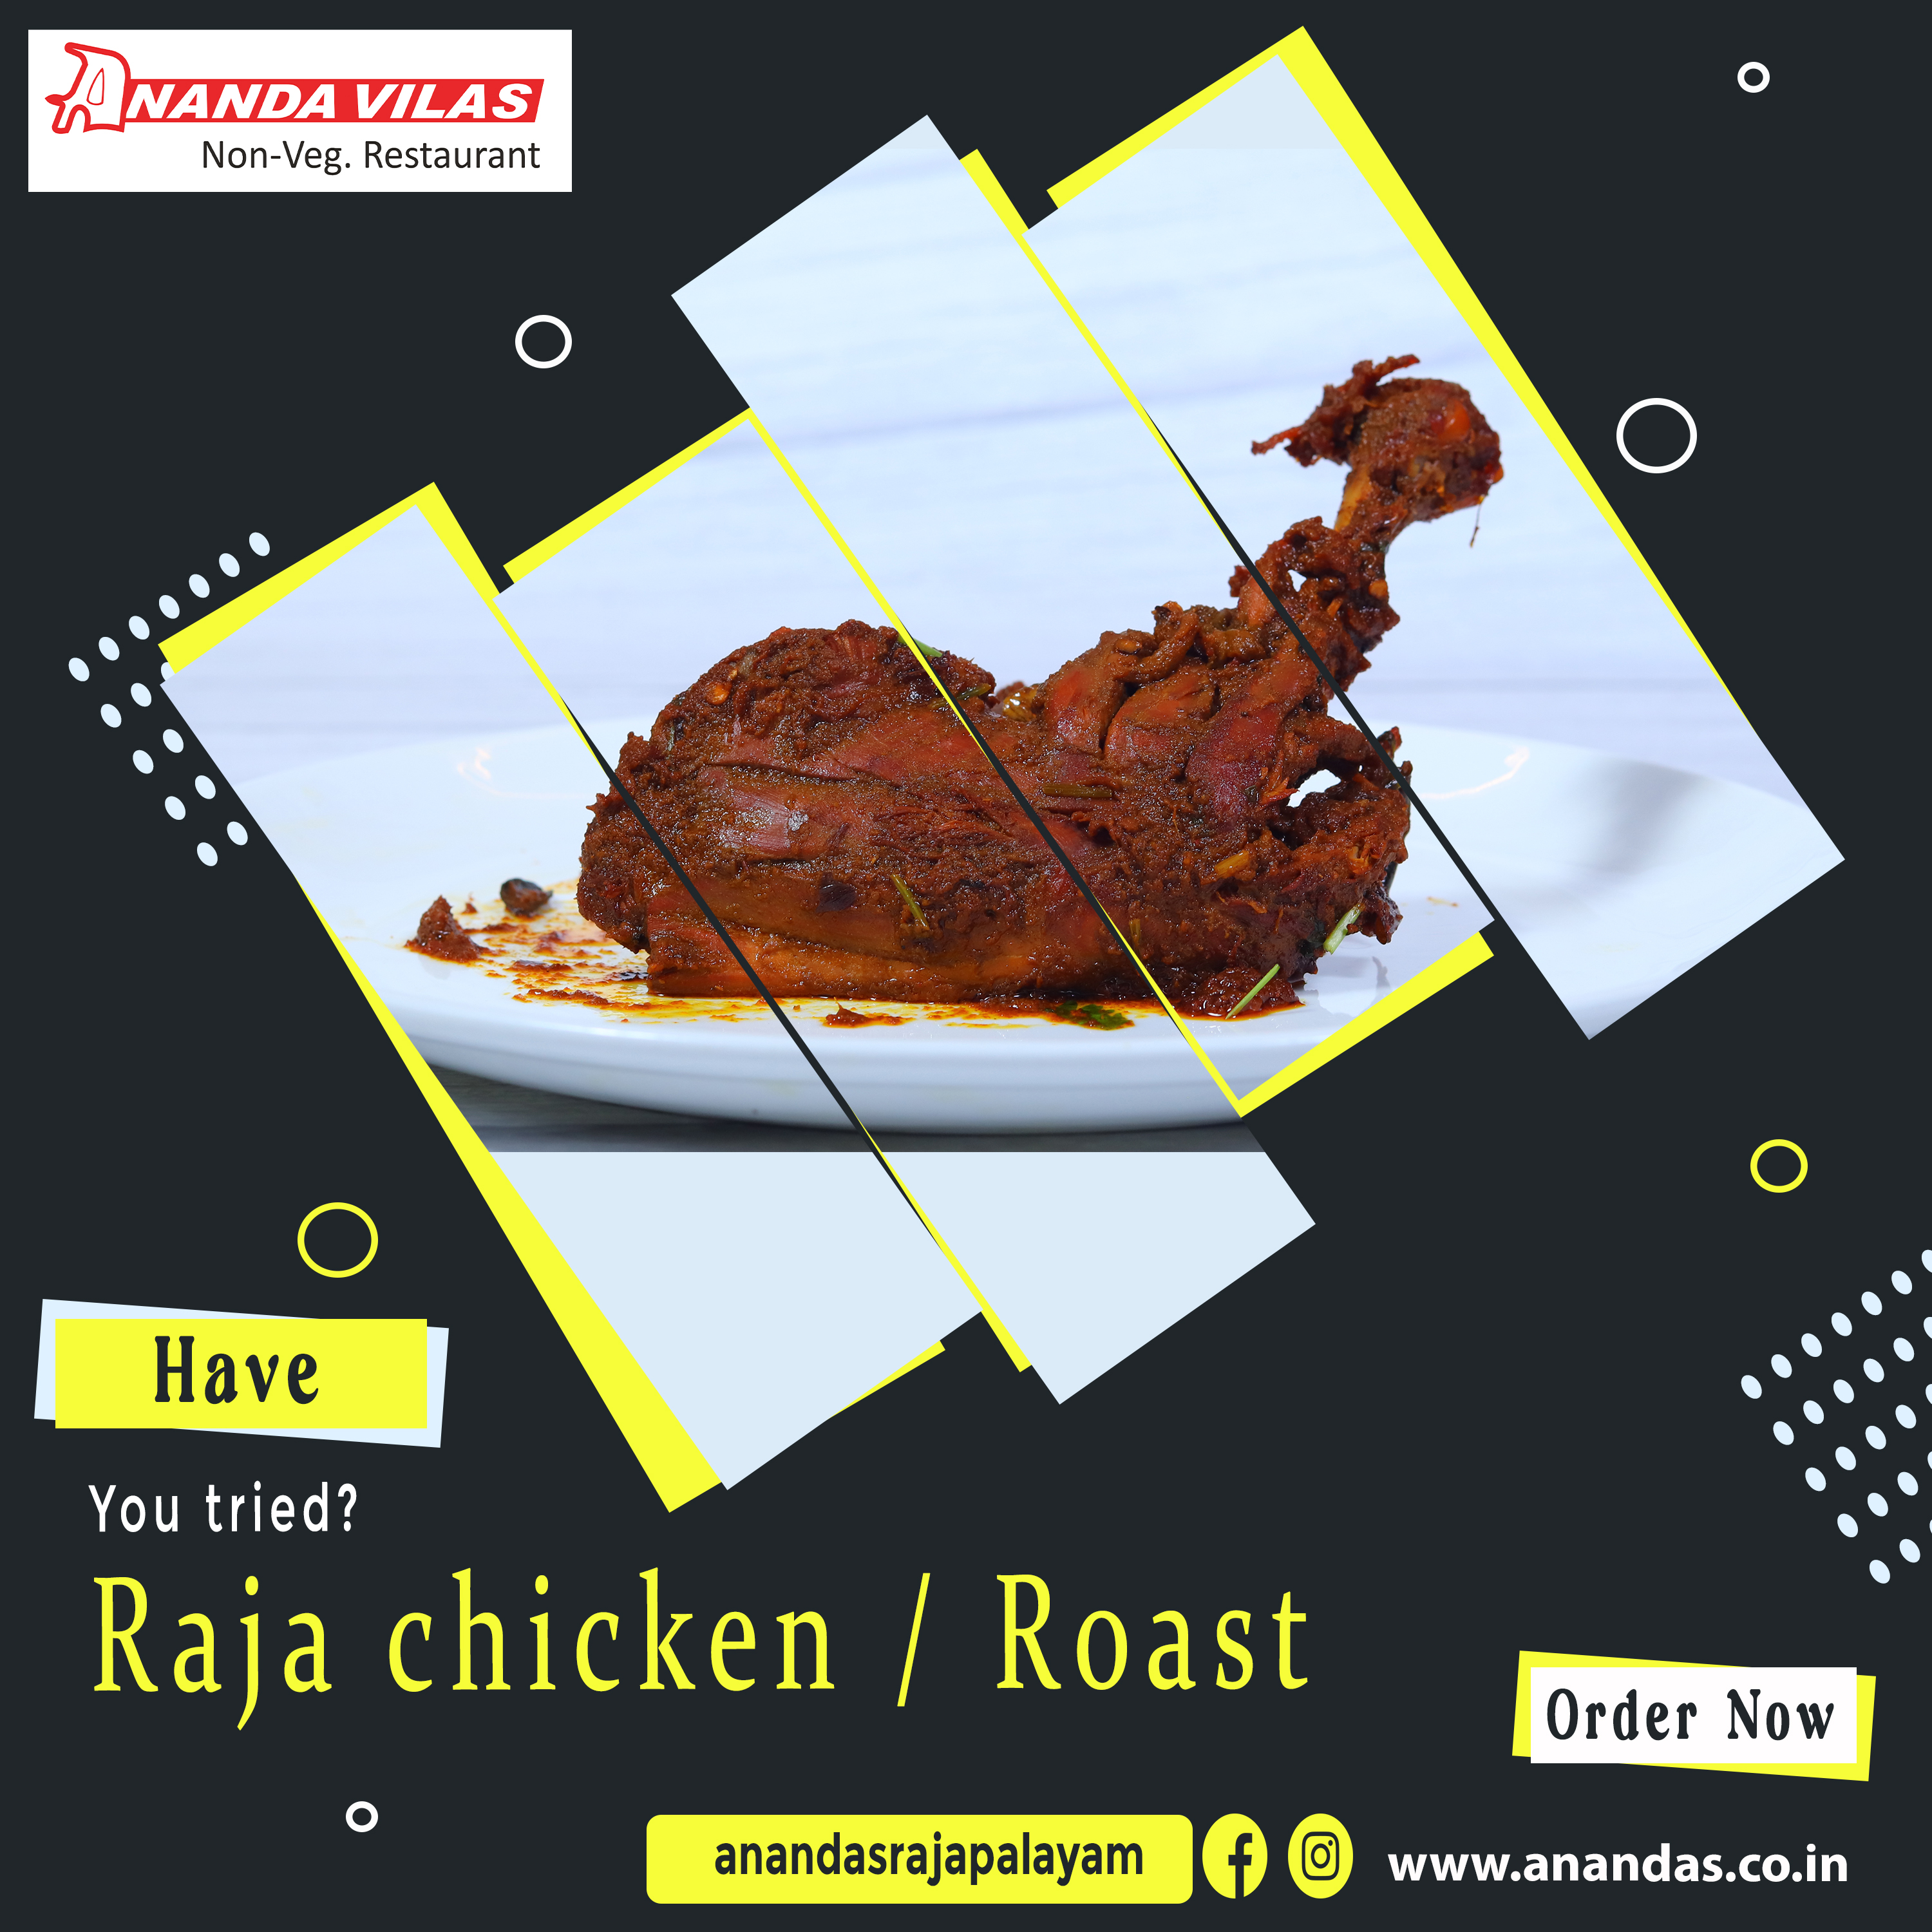 ANANDA VILAS
Non-Veg. Restaurant
Have
You tried?
Raja chicken / Roast
Order Now
anandasrajapalayam
www.anandas.co.in